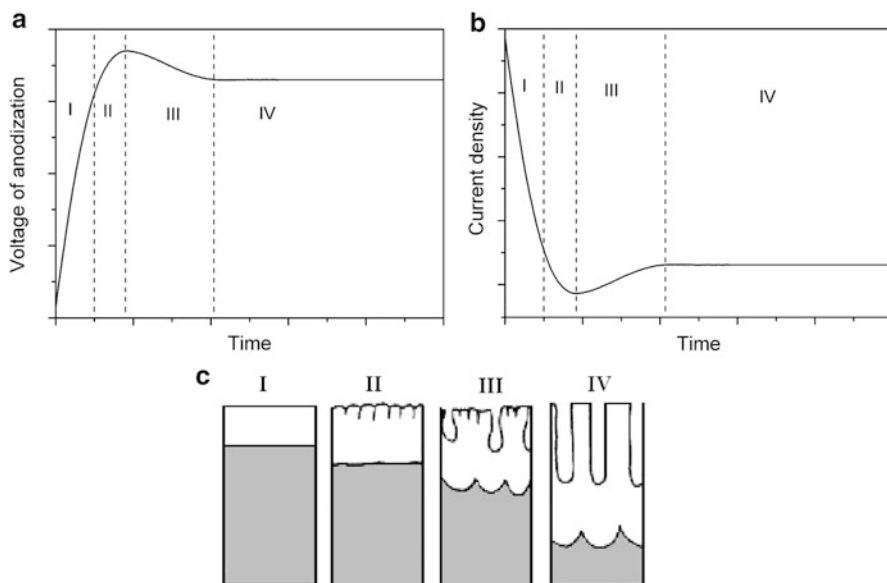 a
I
II
III
IV
Voltage of anodization
Time
b
I
II
III
IV
Current density
Time
c
I
II
III
IV